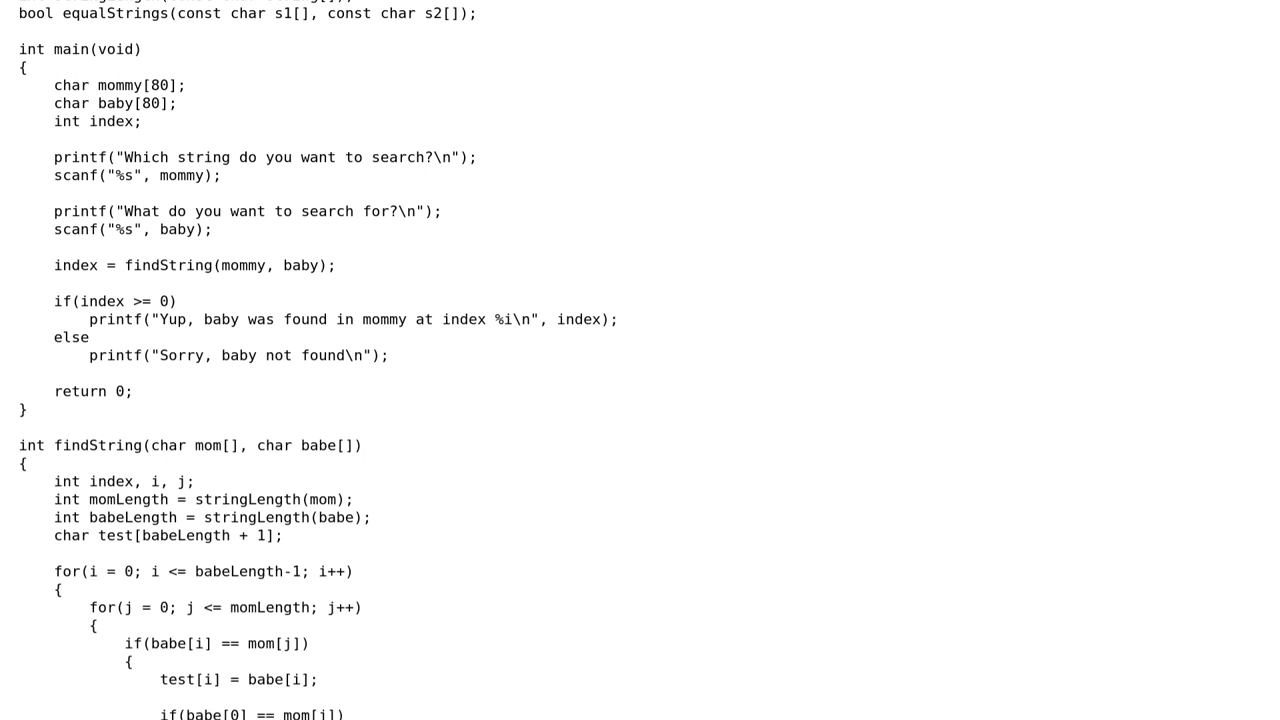 bool equalStrings(const char s1[], const char s2[]);
int main(void)
{
    char mommy[80];
    char baby[80];
    int index;
    printf("Which string do you want to search?\n");
    scanf("%s", mommy);
    printf("What do you want to search for?\n");
    scanf("%s", baby);
    index = findString(mommy, baby);
    if(index >= 0)
        printf("Yup, baby was found in mommy at index %i\n", index);
    else
        printf("Sorry, baby not found\n");
    return 0;
}
int findString(char mom[], char babe[])
{
    int index, i, j;
    int momLength = stringLength(mom);
    int babeLength = stringLength(babe);
    char test[babeLength + 1];
    for(i = 0; i <= babeLength-1; i++)
    {
        for(j = 0; j <= momLength; j++)
        {
            if(babe[i] == mom[j])
            {
                test[i] = babe[i];
                if(babe[0] == mom[j])